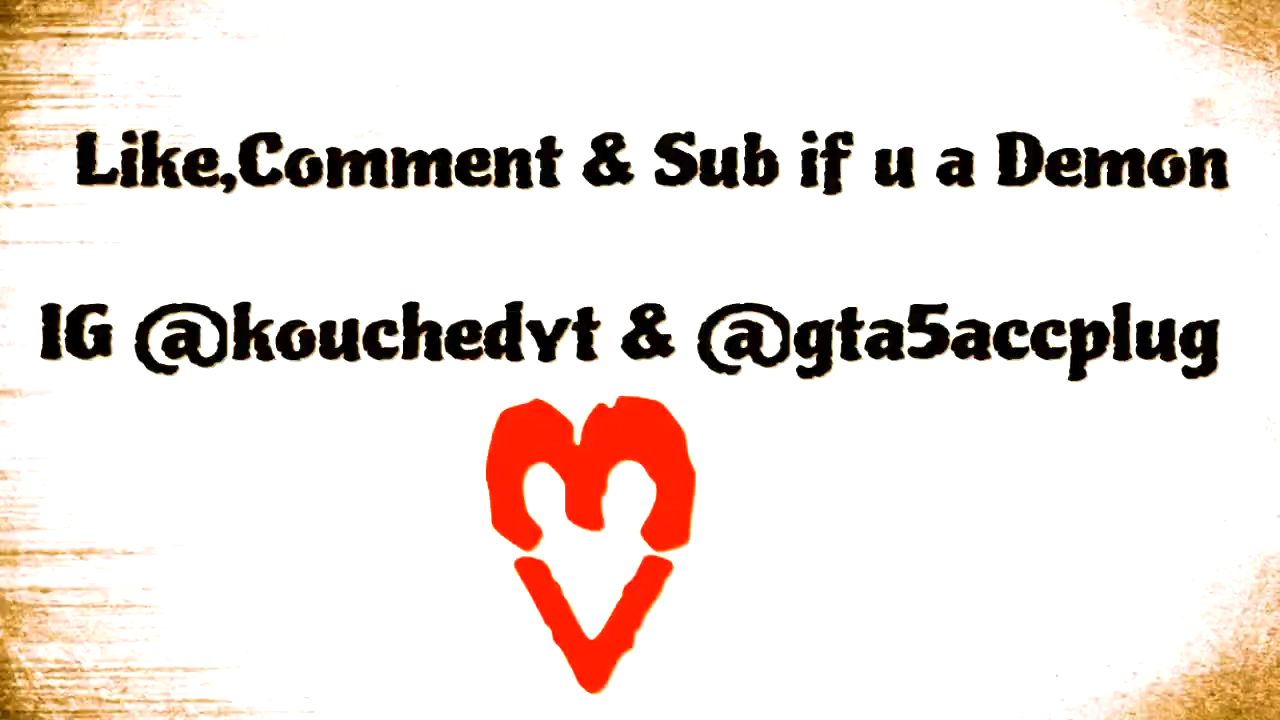 Like,Comment & Sub if u a Demon
IG @kouchedyt & @gta5accplug